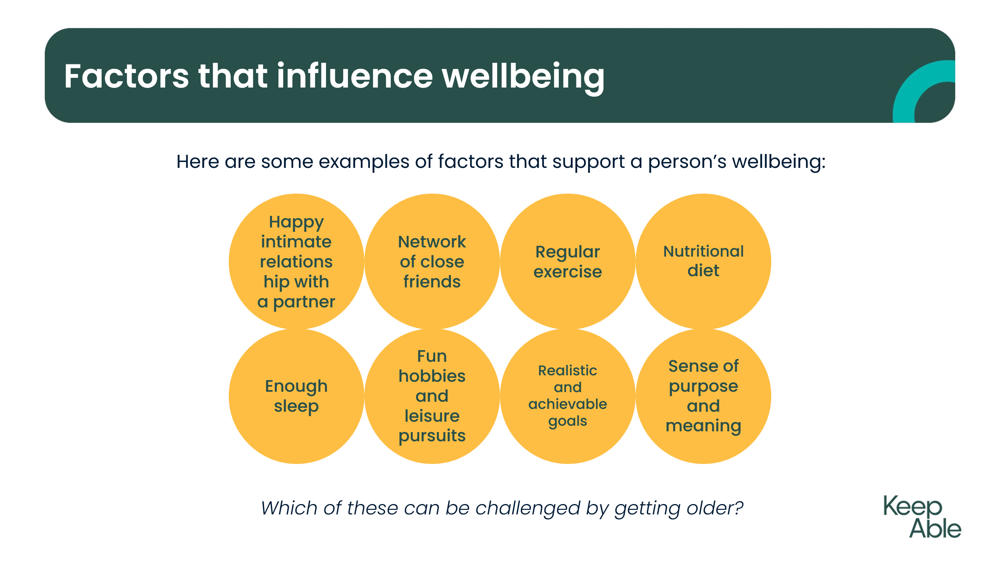 Factors that influence wellbeing
Here are some examples of factors that support a person’s wellbeing:
Happy
intimate
relations
hip with
a partner
Network
of close
friends
Regular
exercise
Nutritional
diet
Enough
sleep
Fun
hobbies
and
leisure
pursuits
Realistic
and
achievable
goals
Sense of
purpose
and
meaning
Which of these can be challenged by getting older?
Keep
Able